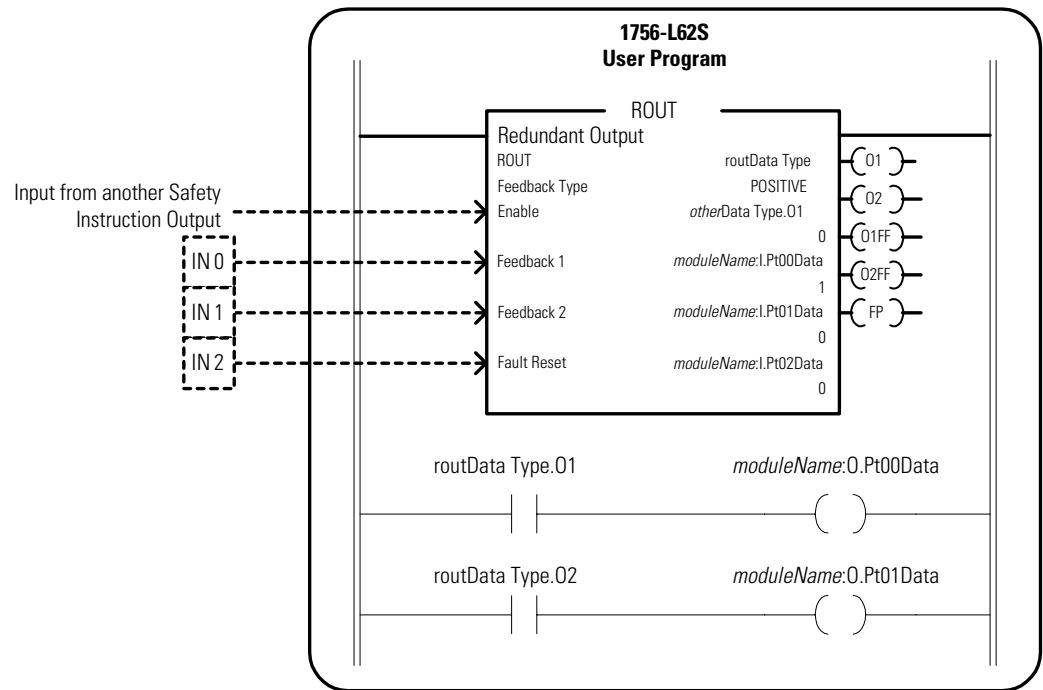 1756-L62S
User Program
ROUT
Redundant Output
ROUT routData Type
Feedback Type POSITIVE
Input from another Safety
Instruction Output
Enable otherData Type.O1
0
IN 0 Feedback 1 moduleName:I.Pt00Data
1
IN 1 Feedback 2 moduleName:I.Pt01Data
0
IN 2 Fault Reset moduleName:I.Pt02Data
0
O1
O2
O1FF
O2FF
FP
routData Type.O1 moduleName:O.Pt00Data
routData Type.O2 moduleName:O.Pt01Data